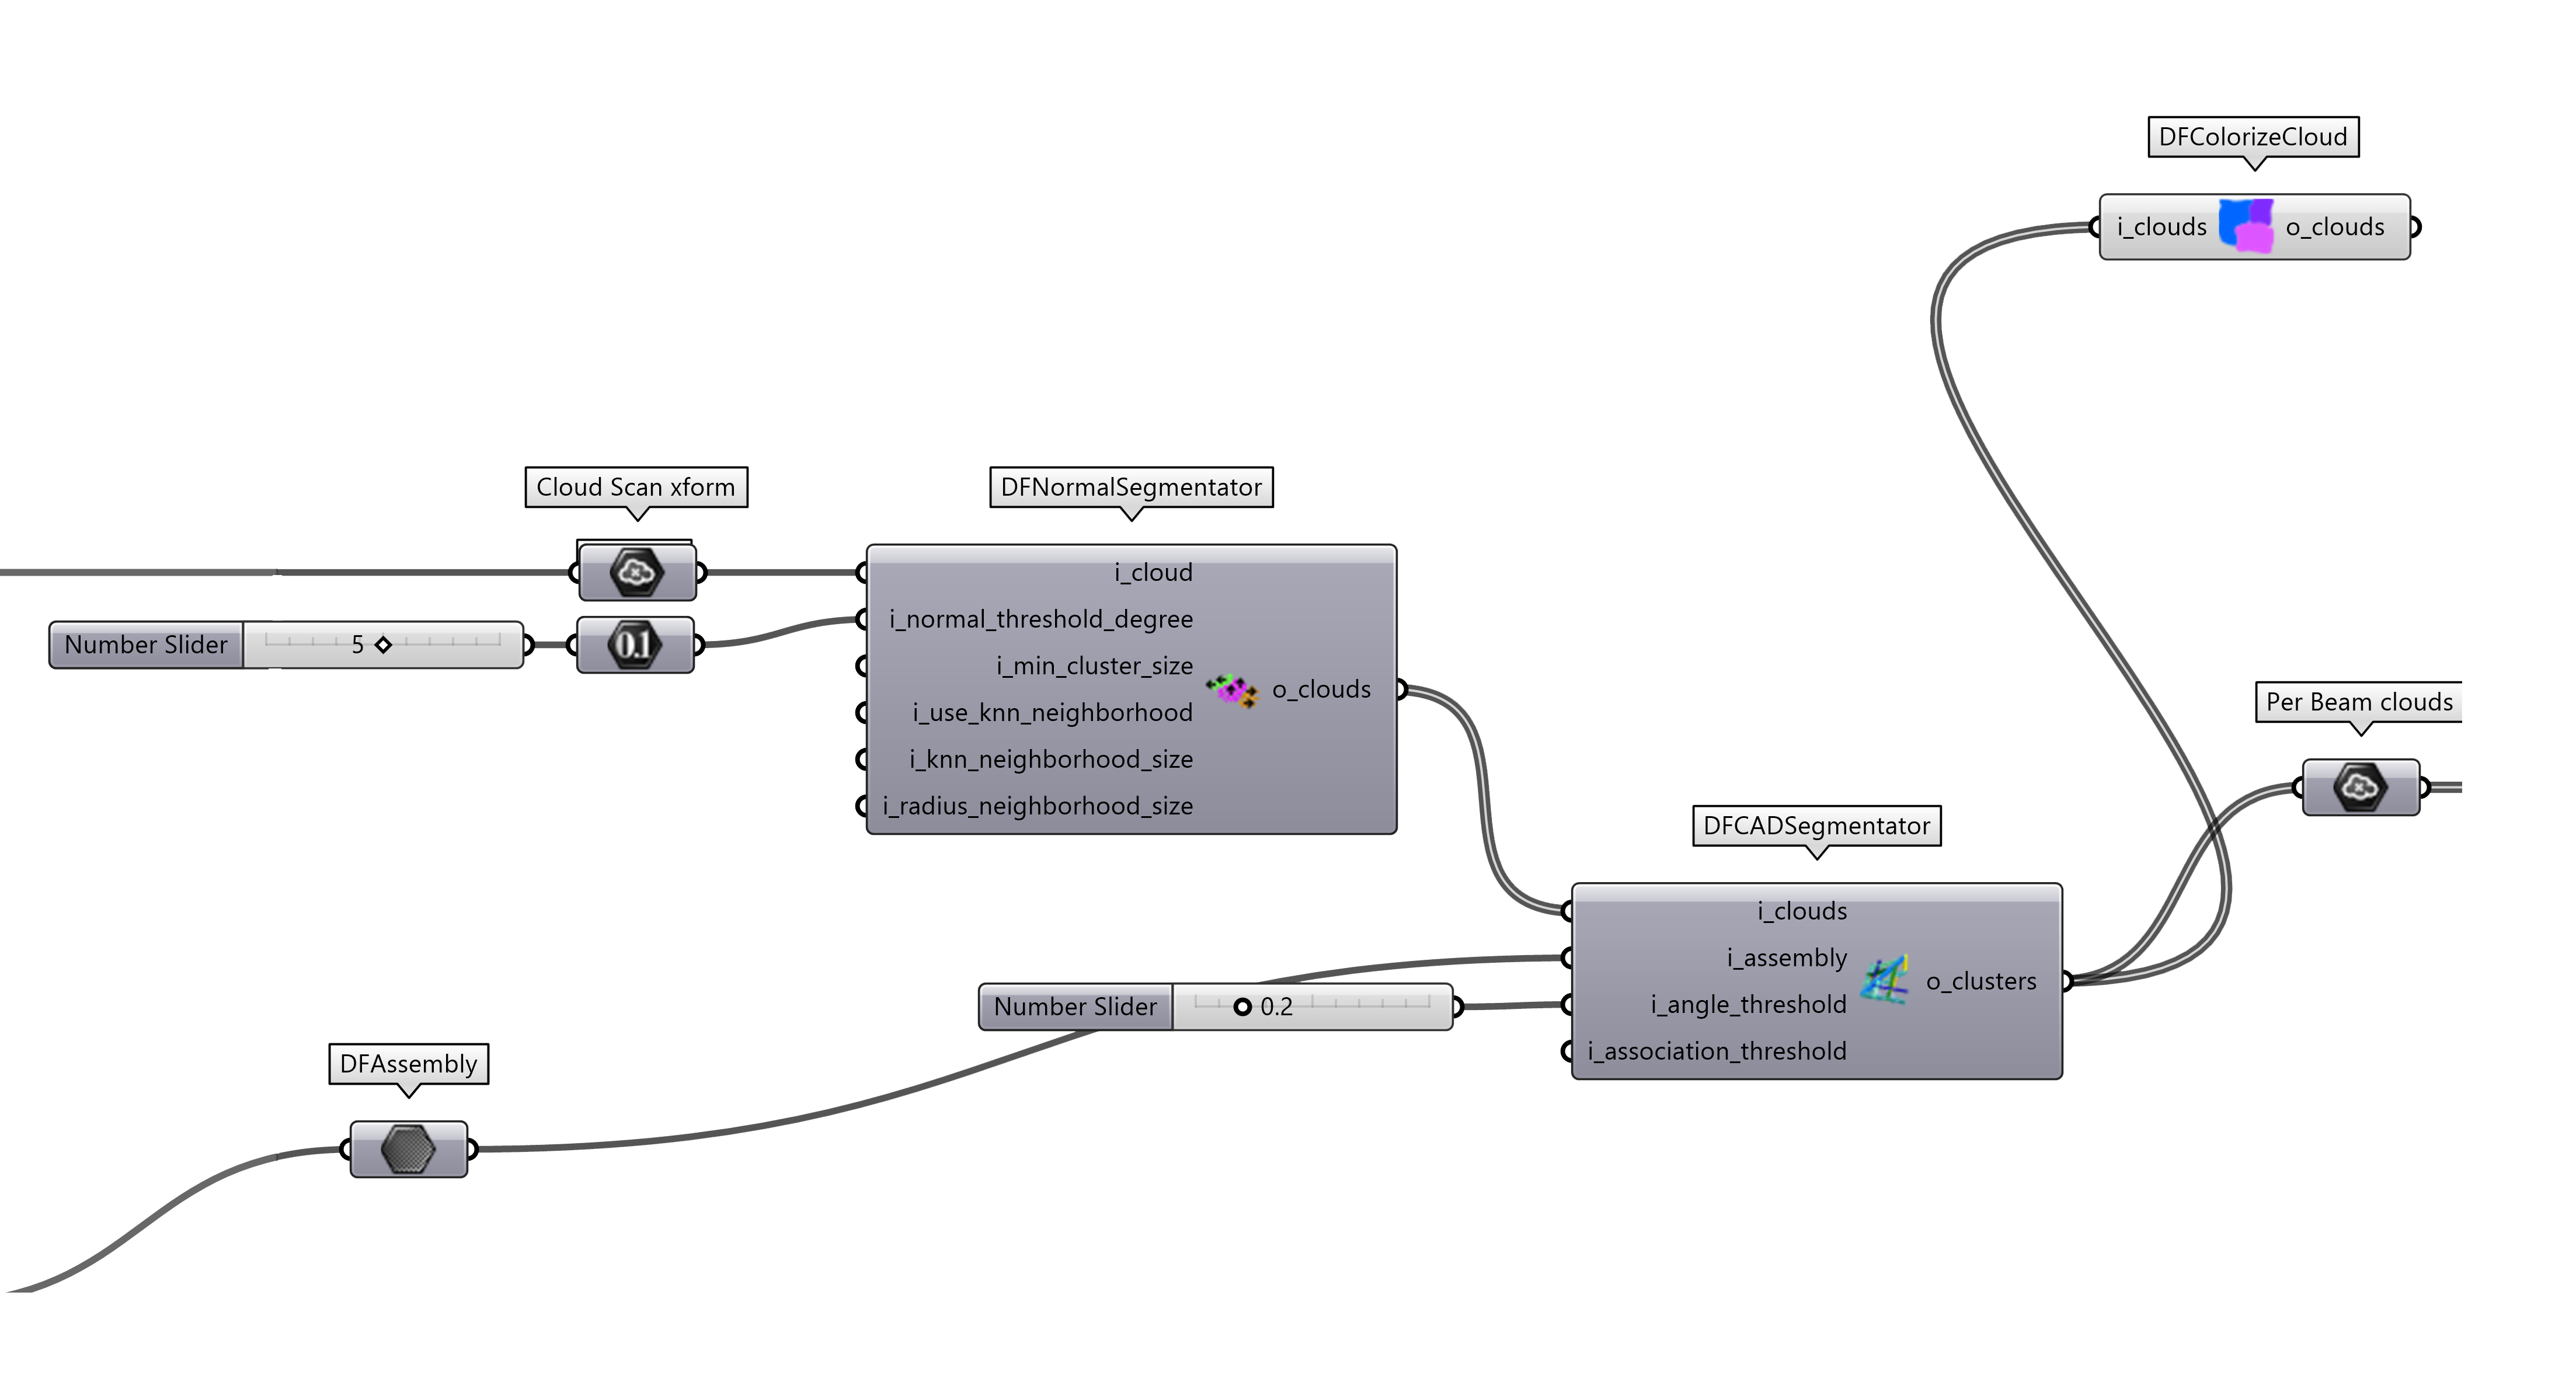 DFColorizeCloud
i_clouds o_clouds
Cloud Scan xform
DFNormalSegmentator
i_cloud
i_normal_threshold_degree
i_min_cluster_size
i_use_knn_neighborhood
i_knn_neighborhood_size
i_radius_neighborhood_size
o_clouds
Number Slider 5
0.1
Per Beam clouds
DFCADSegmentator
i_clouds
i_assembly
i_angle_threshold
i_association_threshold
o_clusters
Number Slider 0.2
DFAssembly